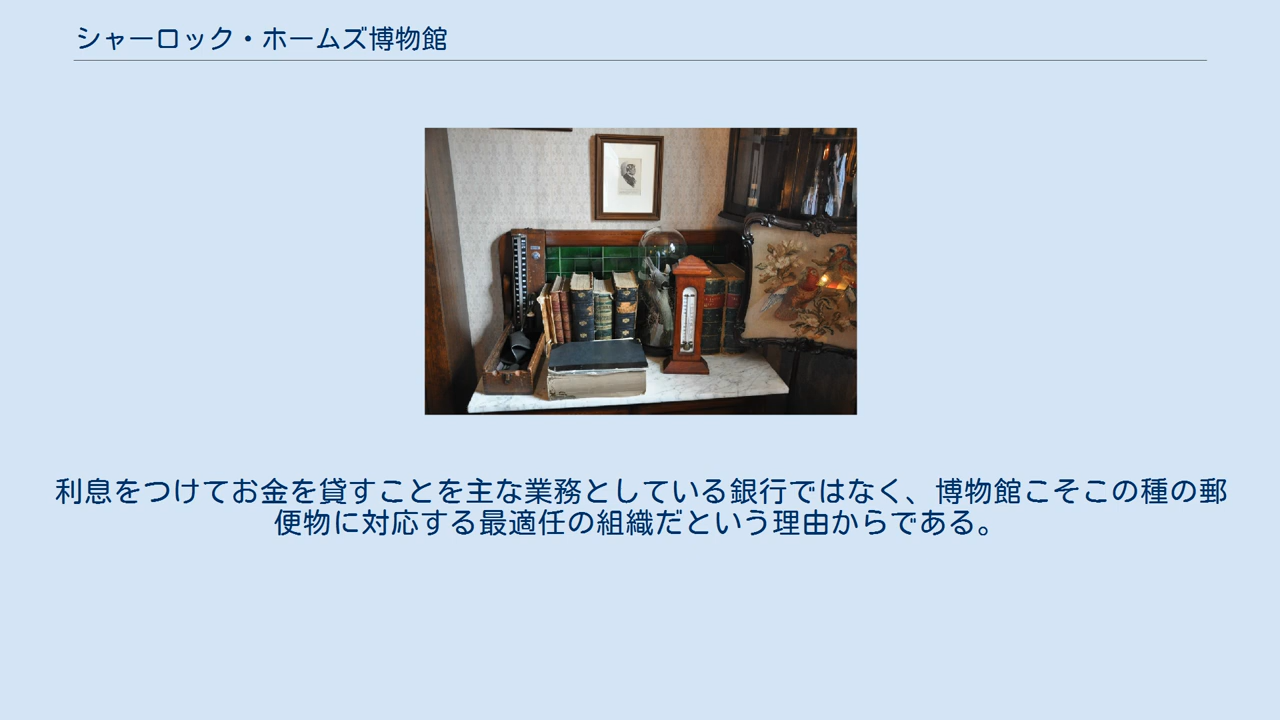 シャーロック・ホームズ博物館
利息をつけてお金を貸すことを主な業務としている銀行ではなく、博物館こそこの種の郵
便物に対応する最適任の組織だという理由からである。